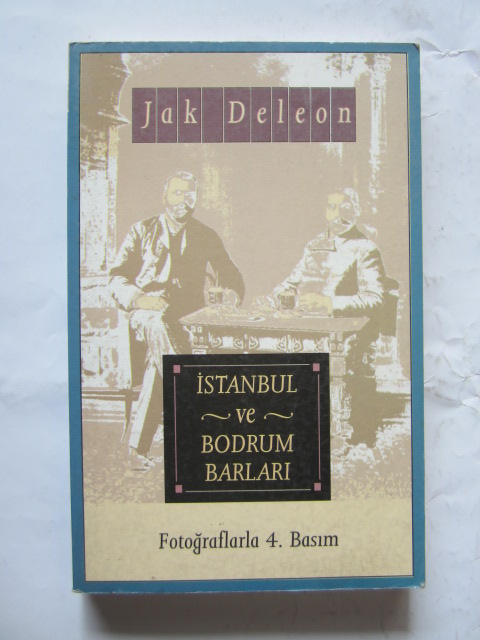 Jak Deleon
İSTANBUL
~ ve ~
BODRUM
BARLARI
Fotoğraflarla 4. Basım